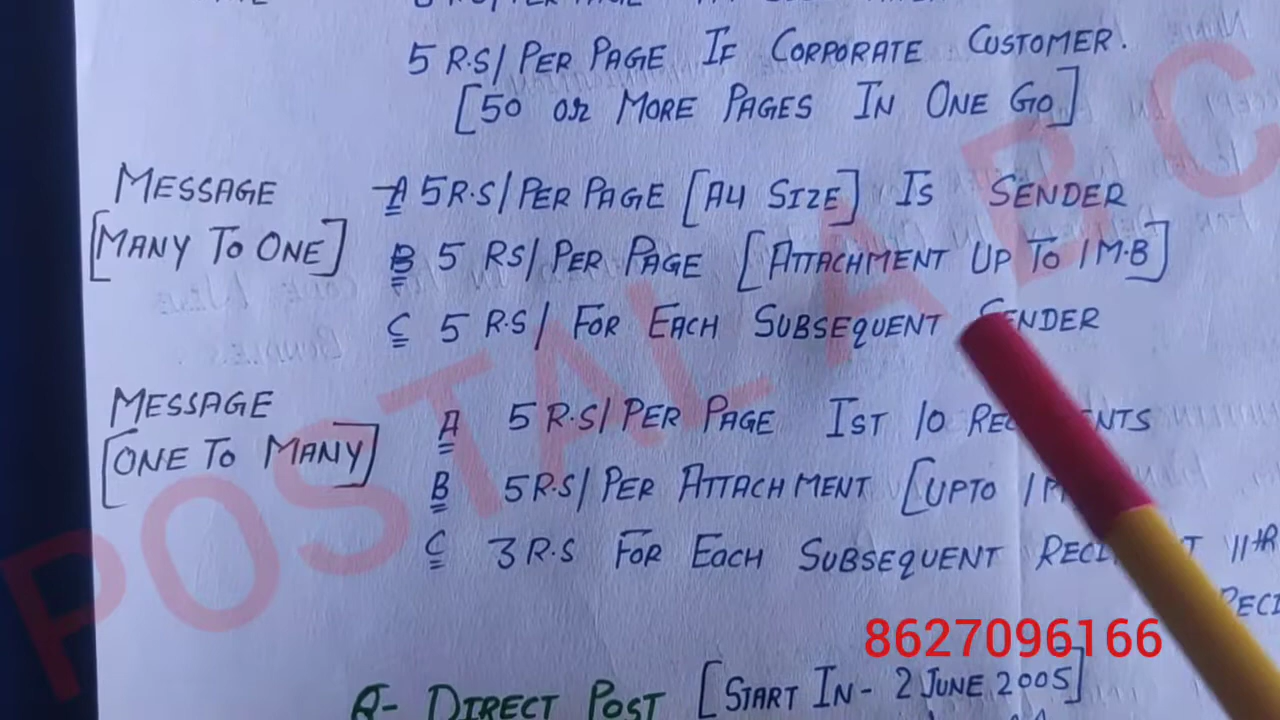 5 R.S/ PER PAGE IF CORPORATE CUSTOMER.
[50 OR MORE PAGES IN ONE GO]
MESSAGE
[MANY TO ONE]
A 5 R.S/ PER PAGE [A4 SIZE] IS SENDER
B 5 RS/ PER PAGE [ATTACHMENT UP TO 1 M.B]
C 5 R.S/ FOR EACH SUBSEQUENT SENDER
MESSAGE
[ONE TO MANY]
A 5 R.S/ PER PAGE IST 10
B 5 R.S/ PER ATTACHMENT [UPTO 1
C 3 R.S FOR EACH SUBSEQUENT
8627096166
Q- DIRECT POST [START IN- 2 JUNE 2005]
POSTAL ABC